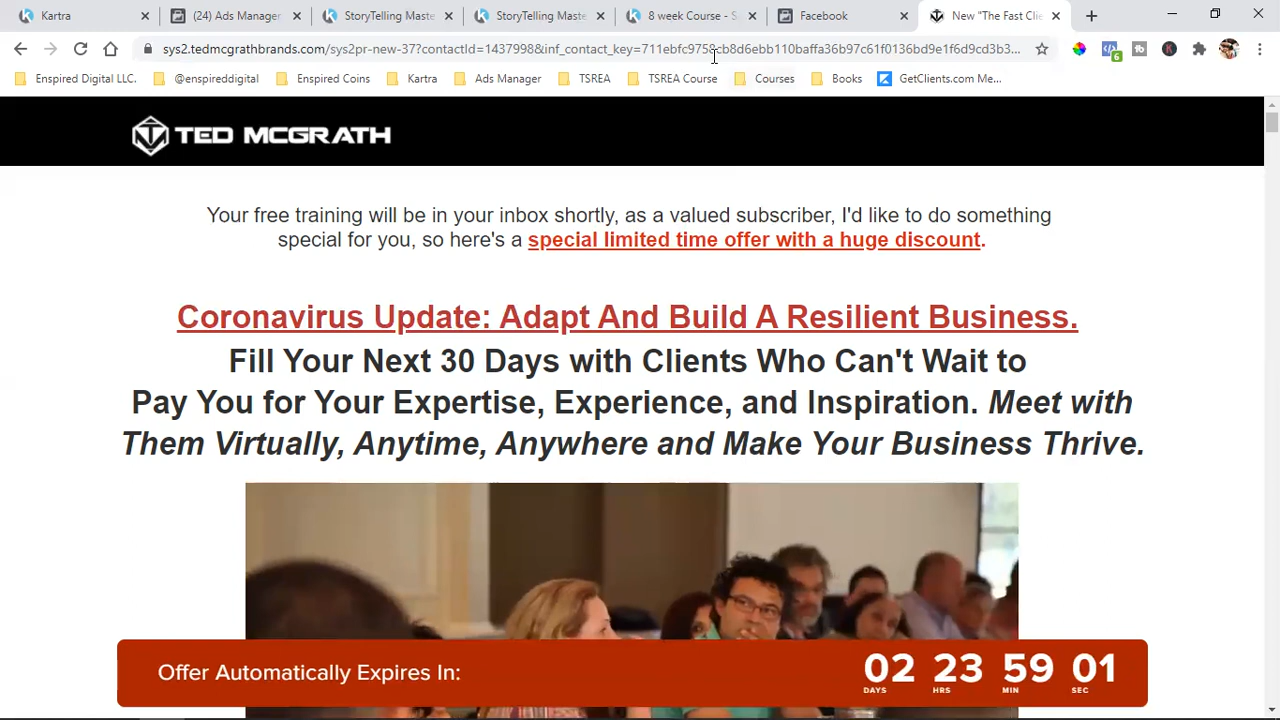 Kartra
(24) Ads Manager
StoryTelling Maste
StoryTelling Maste
8 week Course - S
Facebook
New "The Fast Clie
sys2.tedmcgrathbrands.com/sys2pr-new-37?contactId=1437998&inf_contact_key=711ebfc9758cb8d6ebb110baffa36b97c61f0136bd9e1f6d9cd3b3...
6
Enspired Digital LLC.
@enspireddigital
Enspired Coins
Kartra
Ads Manager
TSREA
TSREA Course
Courses
Books
GetClients.com Me...
TED MCGRATH
Your free training will be in your inbox shortly, as a valued subscriber, I'd like to do something
special for you, so here's a special limited time offer with a huge discount.
Coronavirus Update: Adapt And Build A Resilient Business.
Fill Your Next 30 Days with Clients Who Can't Wait to
Pay You for Your Expertise, Experience, and Inspiration. Meet with
Them Virtually, Anytime, Anywhere and Make Your Business Thrive.
Offer Automatically Expires In:
02 23 59 01
DAYS HRS MIN SEC